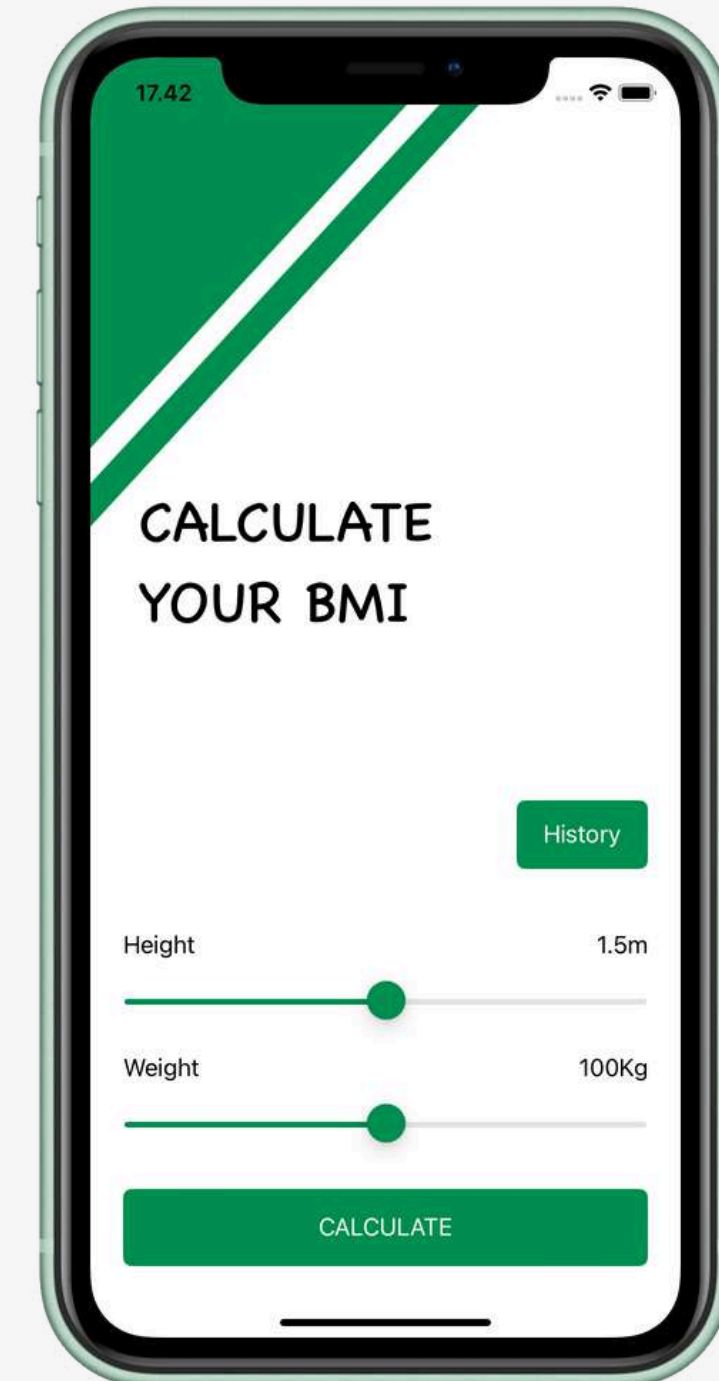 17.42
CALCULATE
YOUR BMI
History
Height 1.5m
Weight 100Kg
CALCULATE